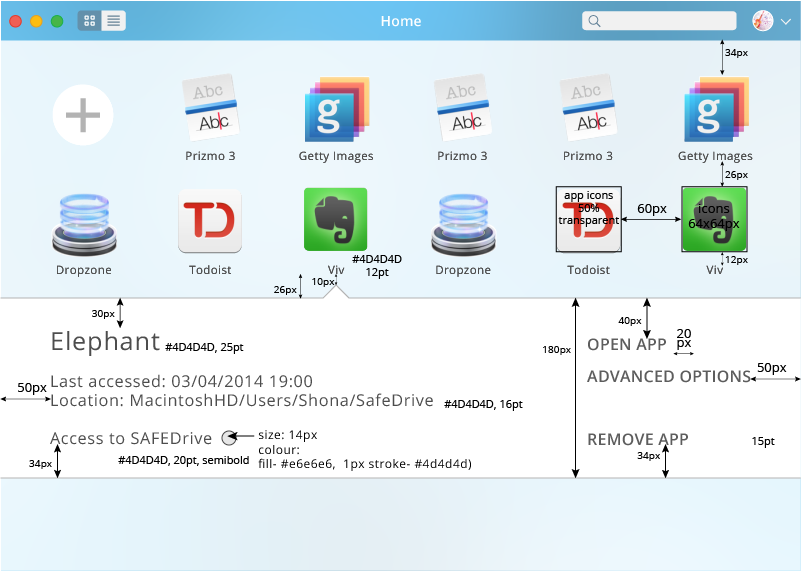 Home
34px
Abc
Abc
g
Abc
Abc
Abc
Abc
g
Prizmo 3
Getty Images
Prizmo 3
Prizmo 3
Getty Images
26px
app icons
50%
transparent
60px
icons
64x64px
#4D4D4D
12pt
12px
Dropzone
Todoist
Viv
Dropzone
Todoist
Viv
26px
10px
30px
40px
20
px
Elephant
#4D4D4D, 25pt
180px
OPEN APP
50px
Last accessed: 03/04/2014 19:00
ADVANCED OPTIONS
50px
Location: MacintoshHD/Users/Shona/SafeDrive
#4D4D4D, 16pt
Access to SAFEDrive
size: 14px
colour:
fill- #e6e6e6, 1px stroke- #4d4d4d)
REMOVE APP
15pt
34px
#4D4D4D, 20pt, semibold
34px